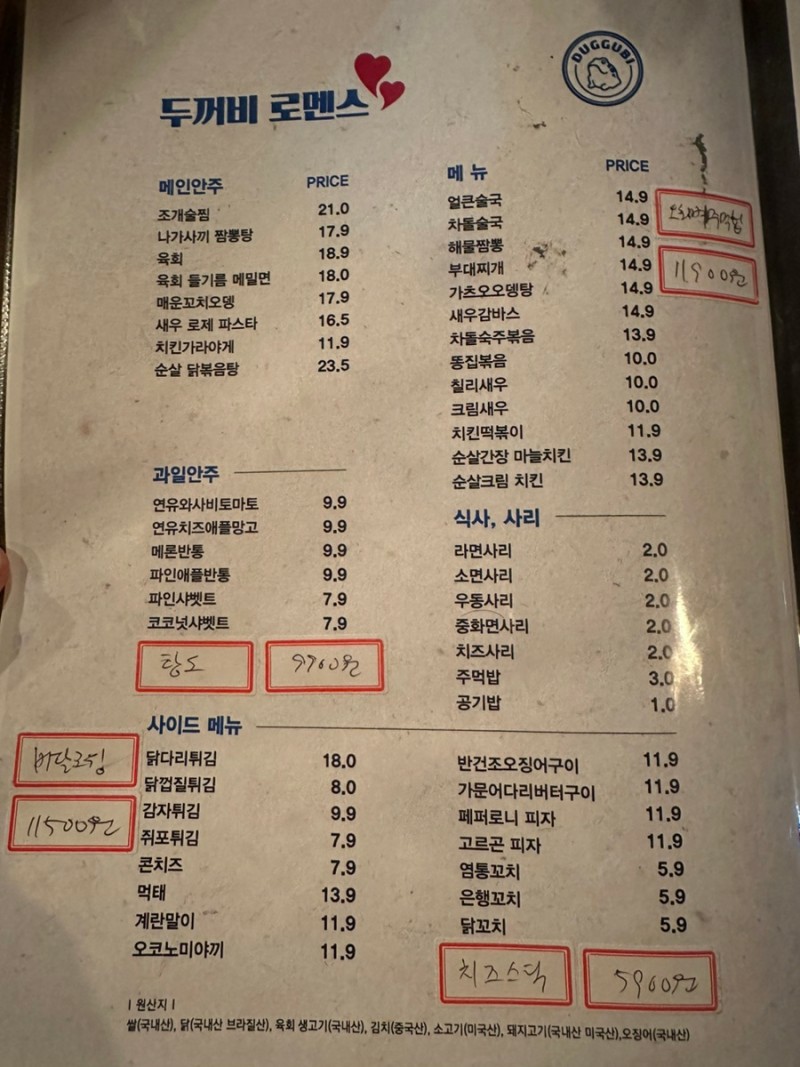 DUGGUBI
두꺼비 로멘스
메인안주 PRICE
조개술찜 21.0
나가사끼 짬뽕탕 17.9
육회 18.9
육회 들기름 메밀면 18.0
매운꼬치오뎅 17.9
새우 로제 파스타 16.5
치킨가라아게 11.9
순살 닭볶음탕 23.5
메 뉴 PRICE
얼큰술국 14.9
차돌술국 14.9
해물짬뽕 14.9
부대찌개 14.9
가츠오오뎅탕 14.9
새우감바스 14.9
차돌숙주볶음 13.9
똥집볶음 10.0
칠리새우 10.0
크림새우 10.0
치킨떡볶이 11.9
순살간장 마늘치킨 13.9
순살크림 치킨 13.9
11900원
과일안주
연유와사비토마토 9.9
연유치즈애플망고 9.9
메론반통 9.9
파인애플반통 9.9
파인샤벳트 7.9
코코넛샤벳트 7.9
황도 9900원
식사, 사리
라면사리 2.0
소면사리 2.0
우동사리 2.0
중화면사리 2.0
치즈사리 2.0
주먹밥 3.0
공기밥 1.0
사이드 메뉴
닭다리튀김 18.0
닭껍질튀김 8.0
감자튀김 9.9
쥐포튀김 7.9
콘치즈 7.9
먹태 13.9
계란말이 11.9
오코노미야끼 11.9
11500원
반건조오징어구이 11.9
가문어다리버터구이 11.9
페퍼로니 피자 11.9
고르곤 피자 11.9
염통꼬치 5.9
은행꼬치 5.9
닭꼬치 5.9
치즈스틱 5900원
| 원산지 |
쌀(국내산), 닭(국내산 브라질산), 육회 생고기(국내산), 김치(중국산), 소고기(미국산), 돼지고기(국내산 미국산),오징어(국내산)